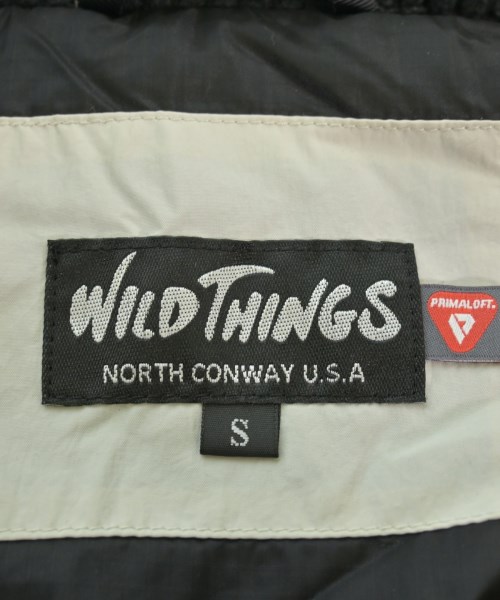 WILD THINGS
PRIMALOFT.
NORTH CONWAY U.S.A
S